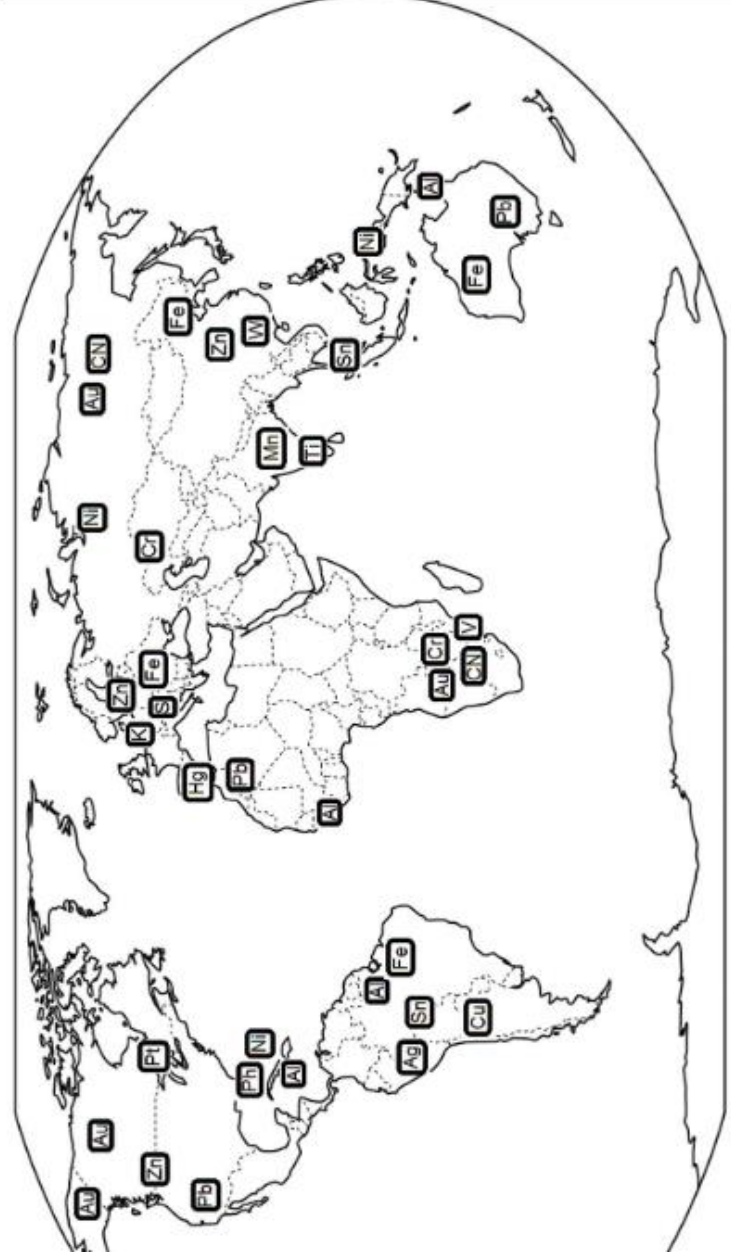 Au
Au
Ni
Au
CN
Zn
Pt
K
Zn
S
Fe
Cr
Pb
Hg
Fe
Zn
Ph
Ni
Pb
W
Al
Mn
Ti
Al
Sn
Ni
Al
Fe
Al
Ag
Sn
Au
Cr
V
Cu
CN
Fe
Pb